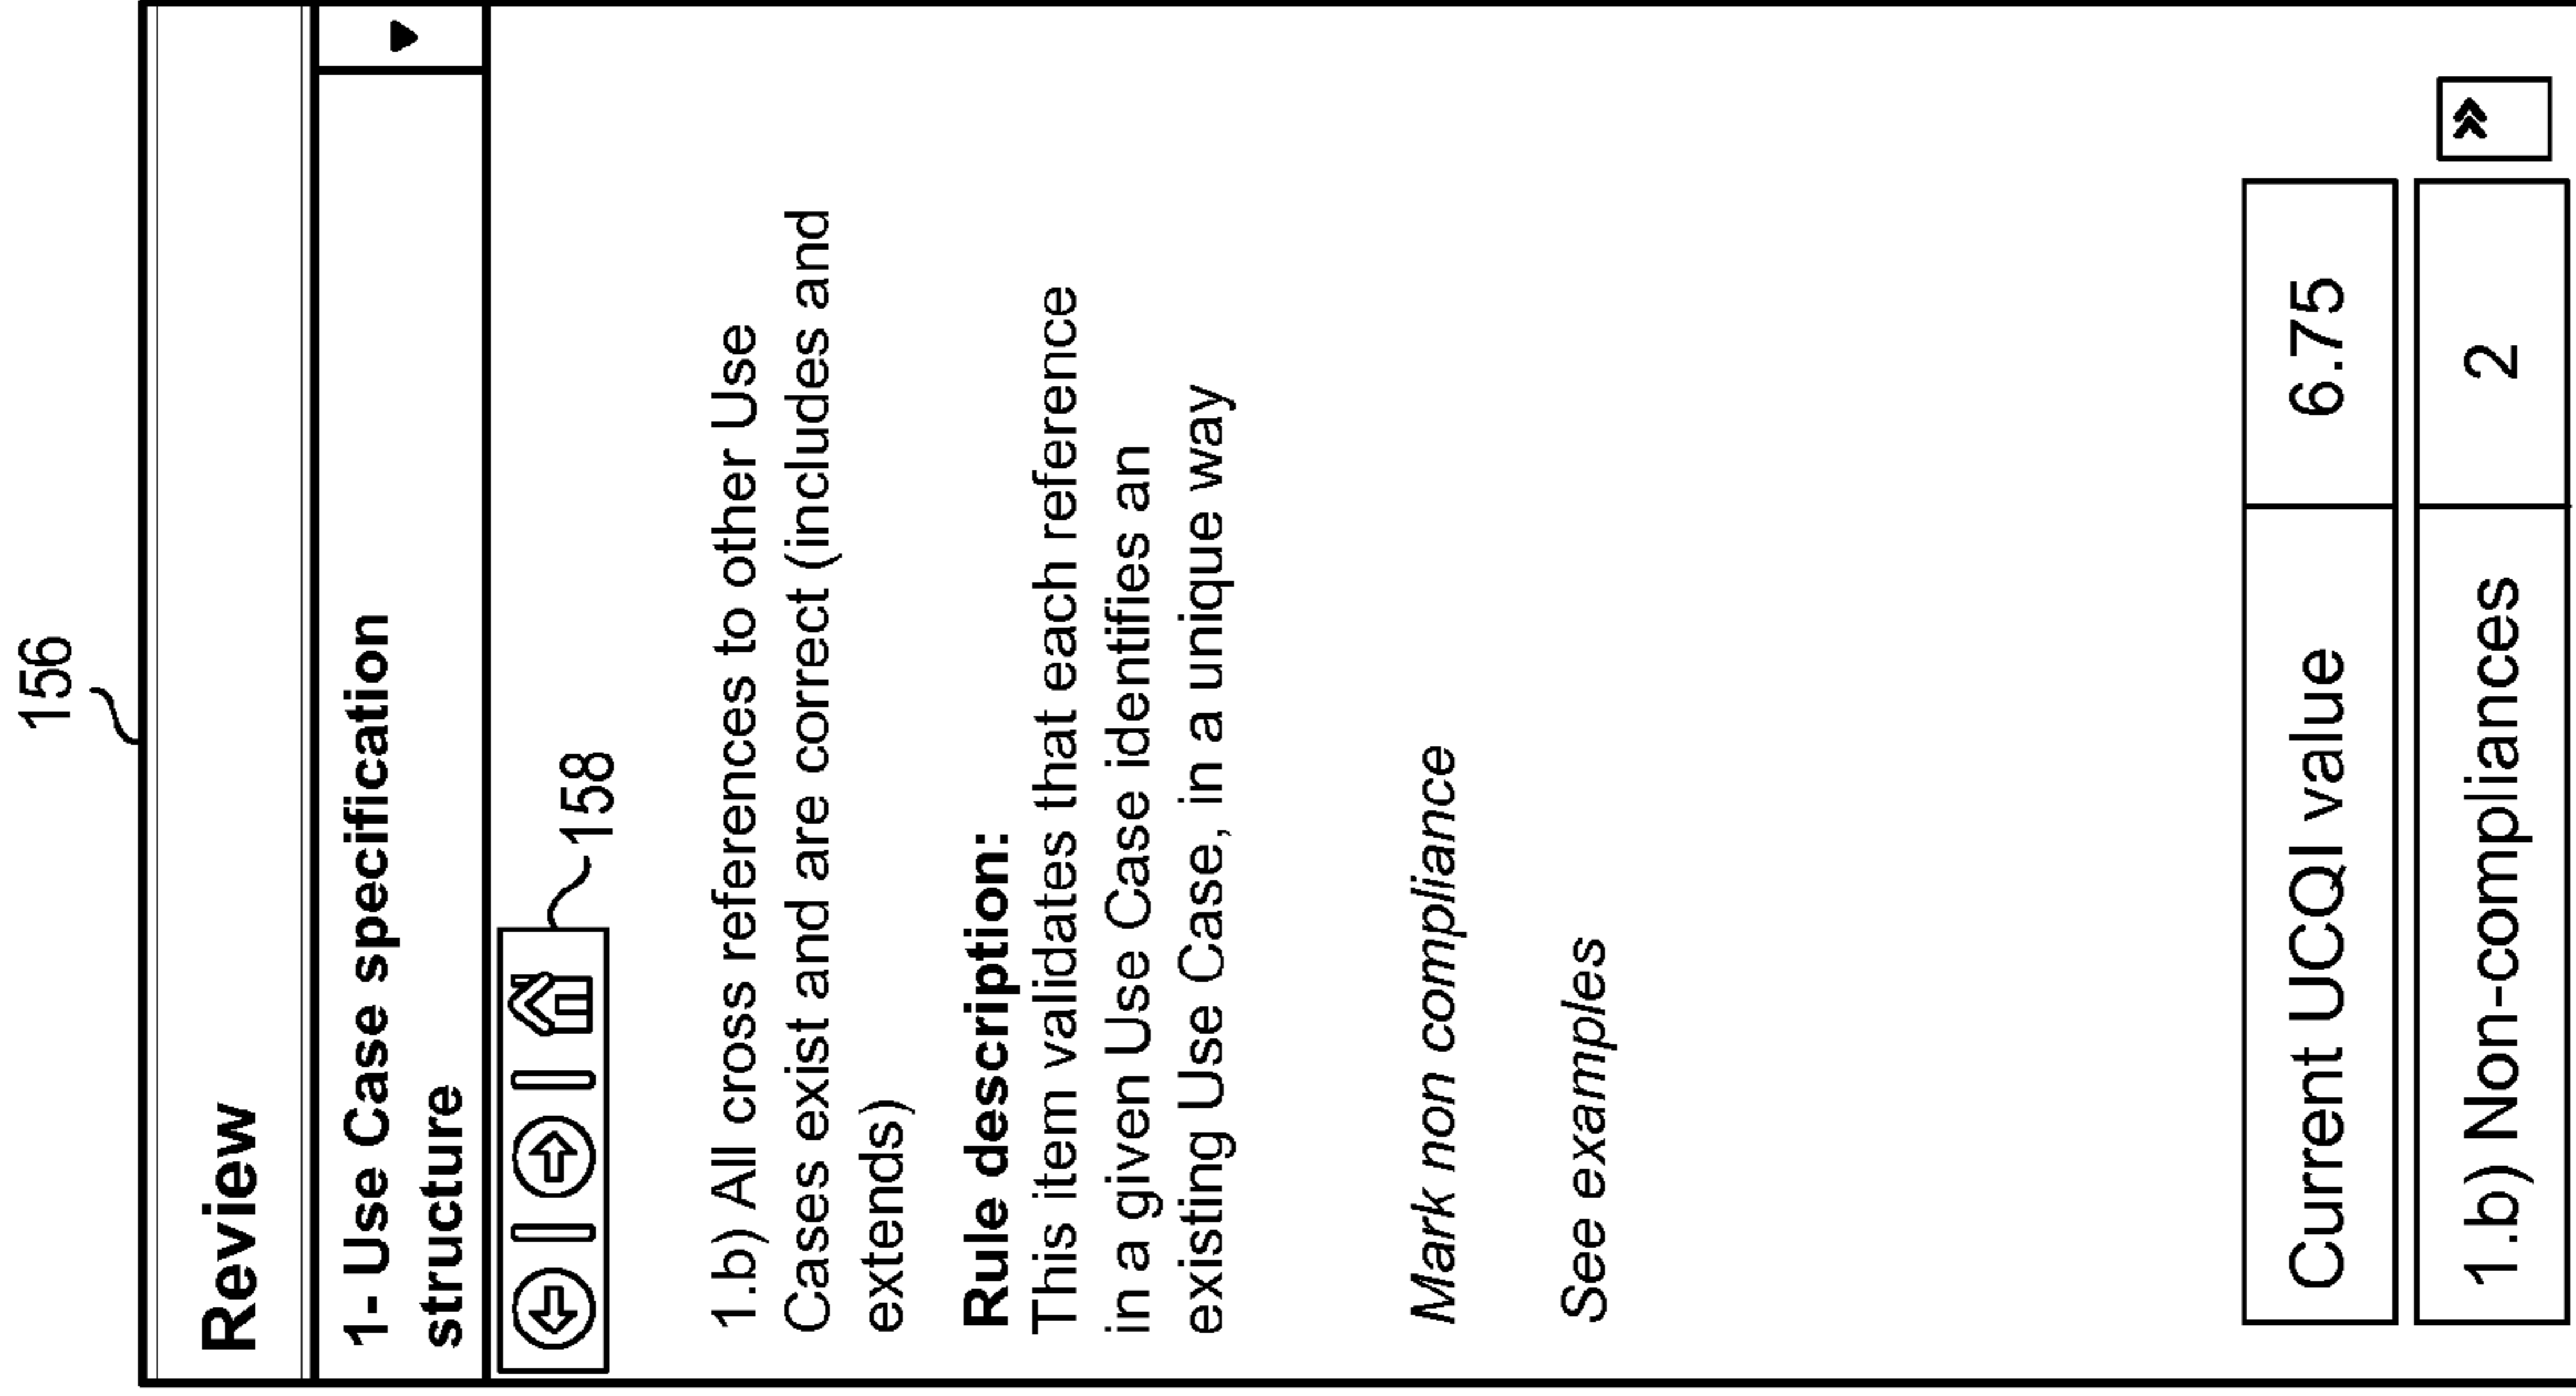 156
Review
1- Use Case specification
structure
158
1.b) All cross references to other Use
Cases exist and are correct (includes and
extends)
Rule description:
This item validates that each reference
in a given Use Case identifies an
existing Use Case, in a unique way
Mark non compliance
See examples
Current UCQI value 6.75
1.b) Non-compliances 2